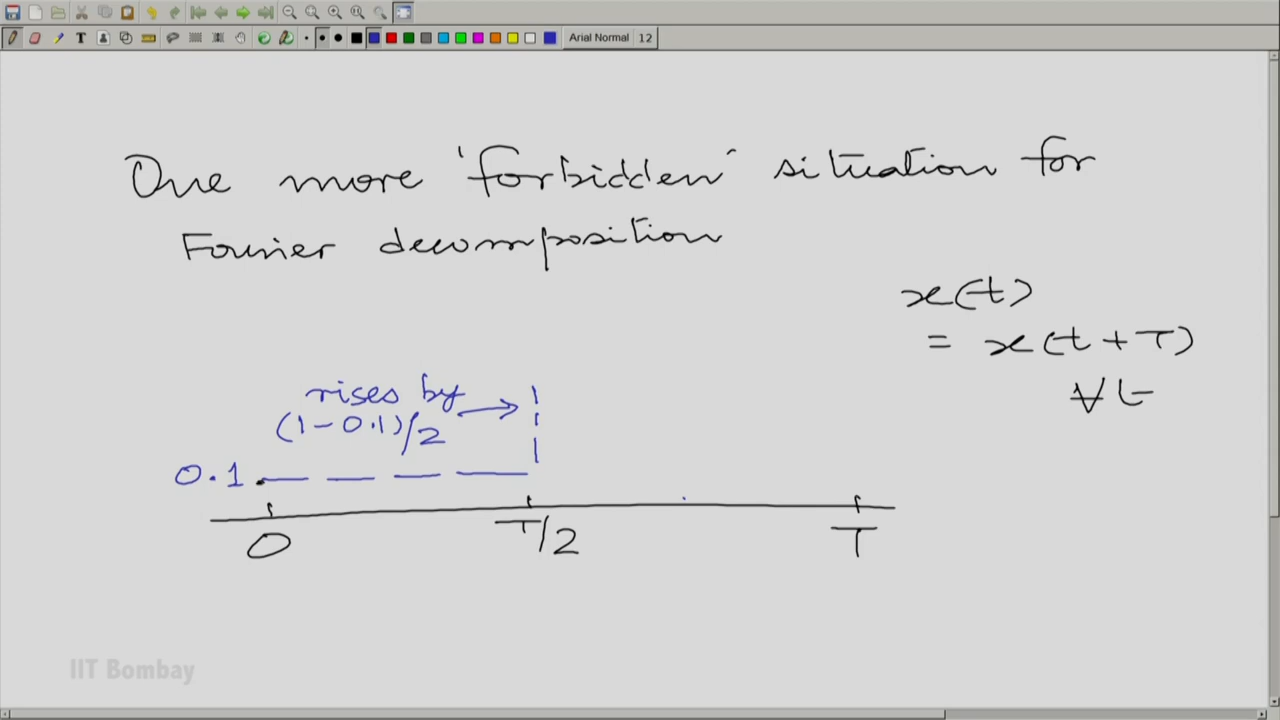 Arial Normal 12
One more 'forbidden' situation for
Fourier decomposition
x(t)
= x(t+T)
∀t
rises by
(1-0.1)/2
0.1
0 T/2 T
IIT Bombay